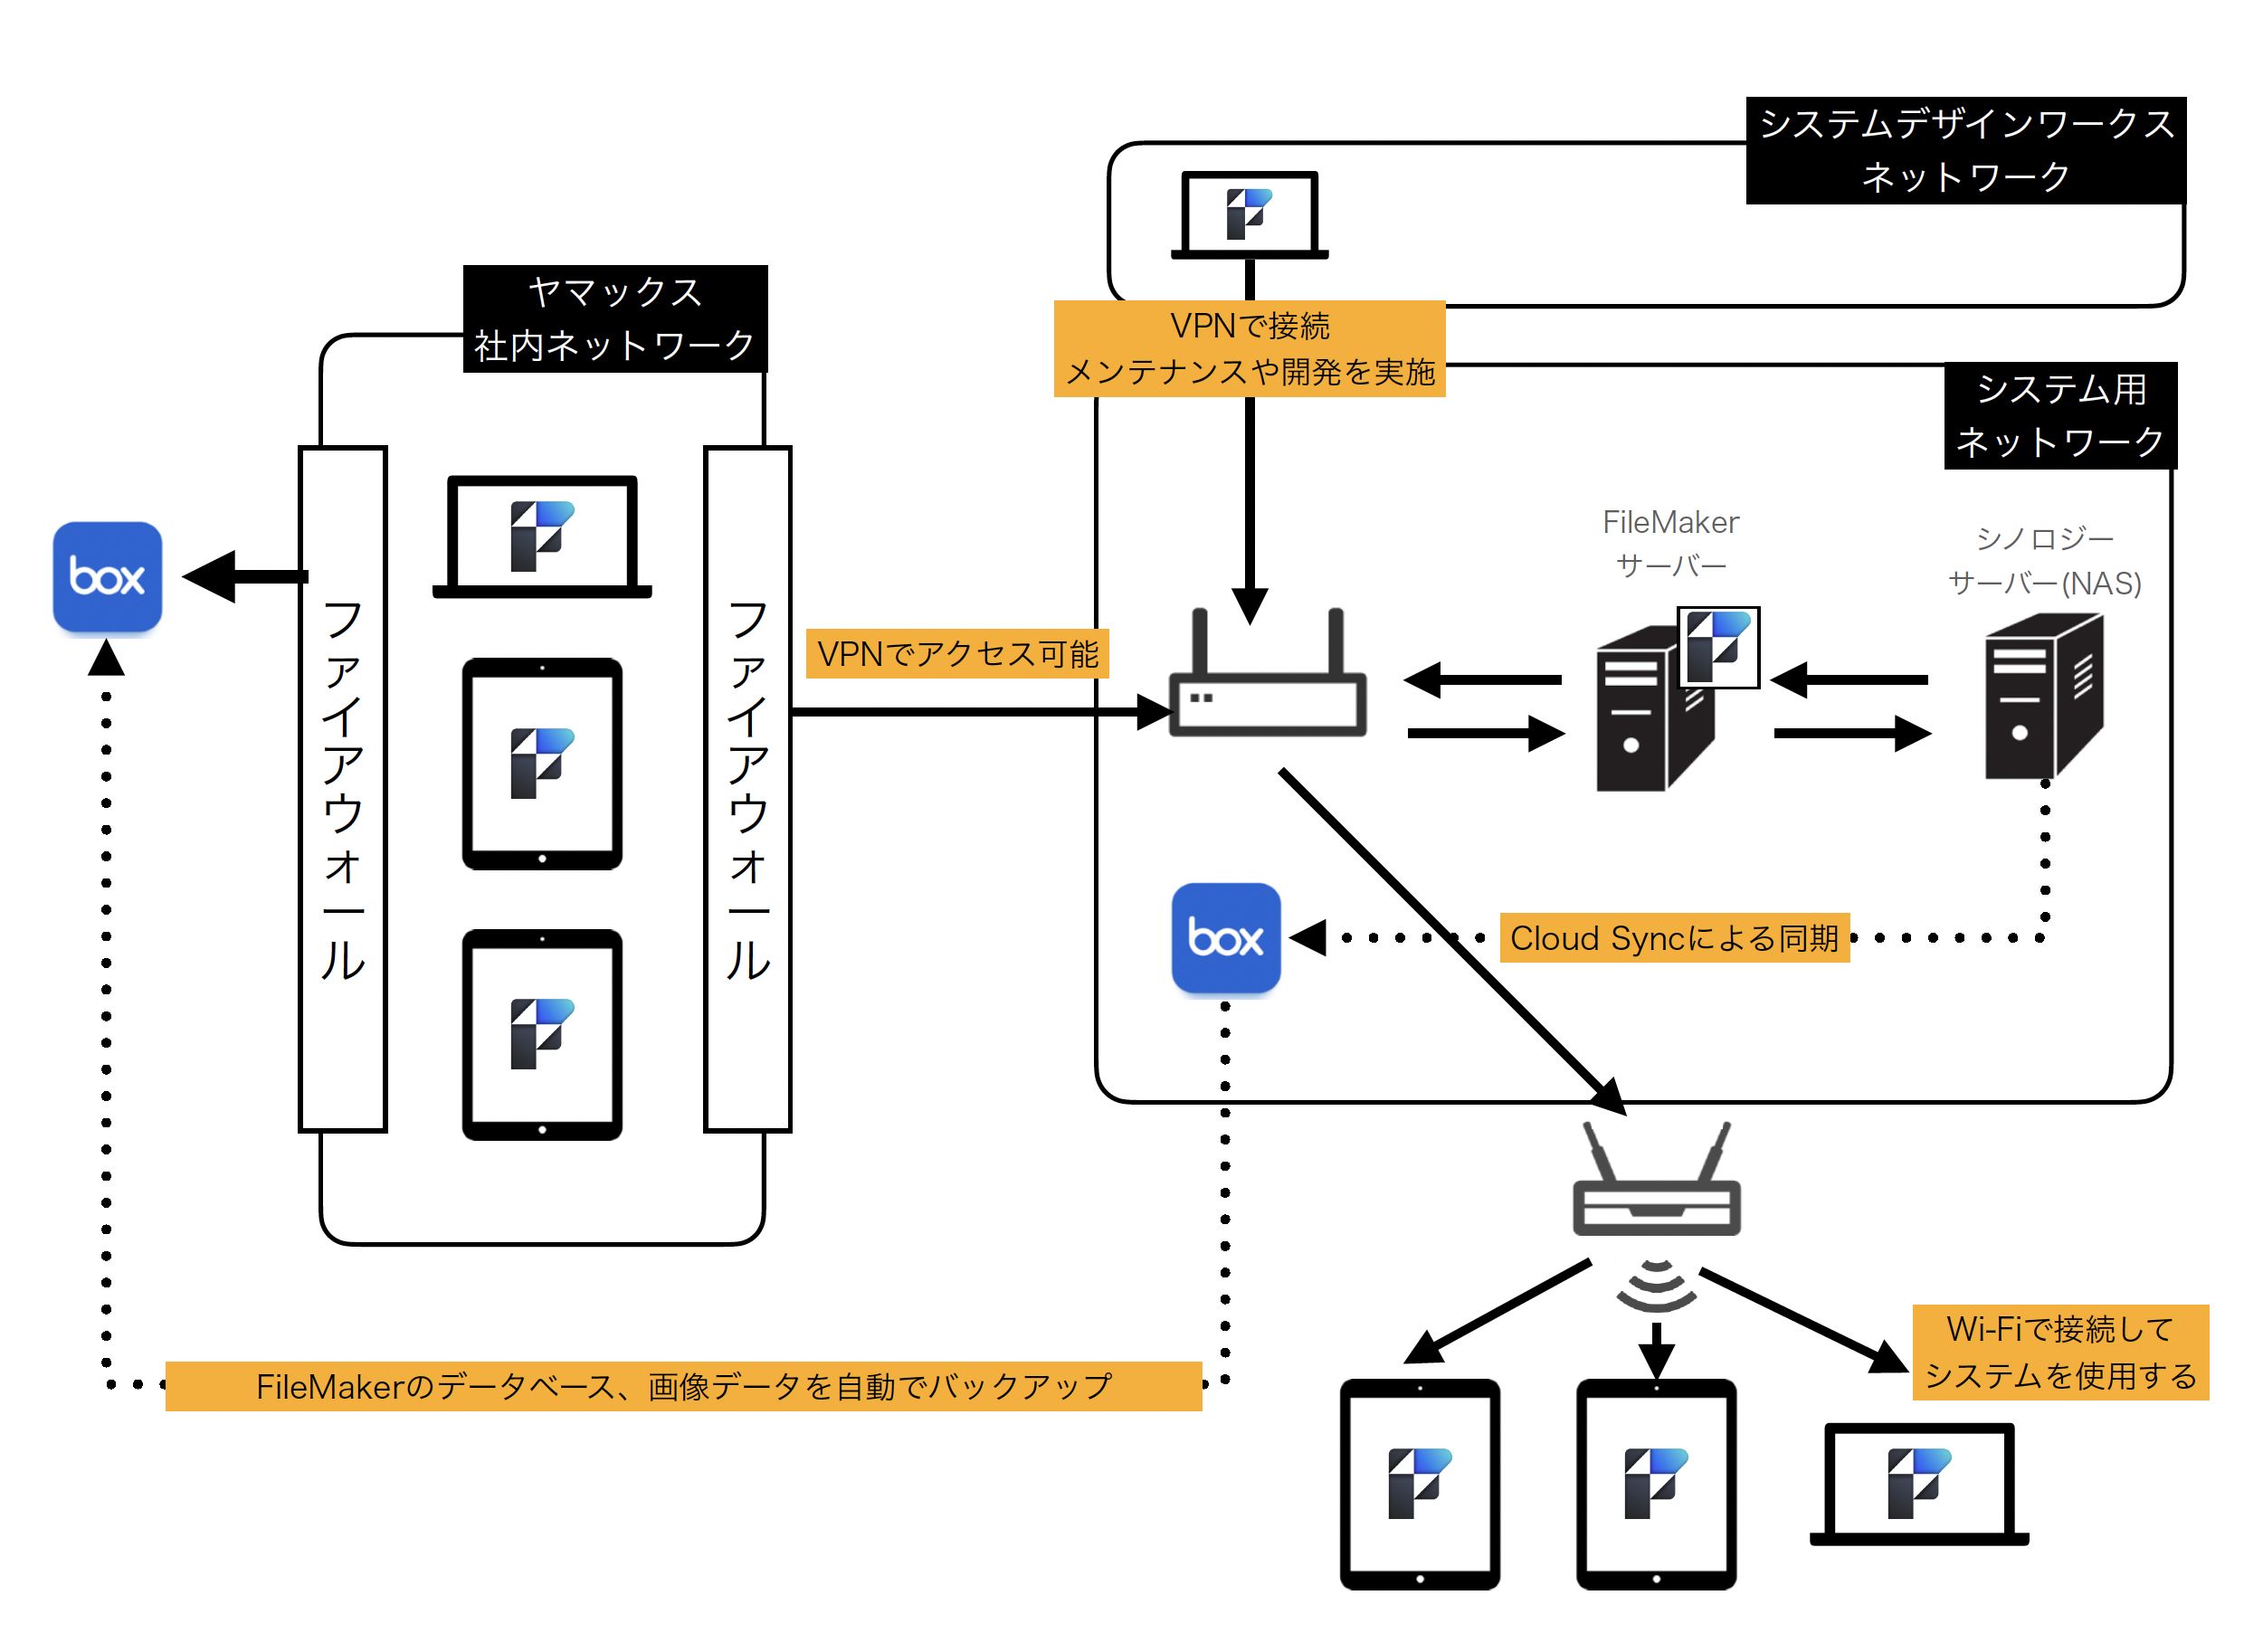 システムデザインワークス
ネットワーク
ヤマックス
社内ネットワーク
VPNで接続
メンテナンスや開発を実施
システム用
ネットワーク
FileMaker
サーバー
シノロジー
サーバー(NAS)
box
ファイアウォール
ファイアウォール
VPNでアクセス可能
box
Cloud Syncによる同期
Wi-Fiで接続して
システムを使用する
FileMakerのデータベース、画像データを自動でバックアップ